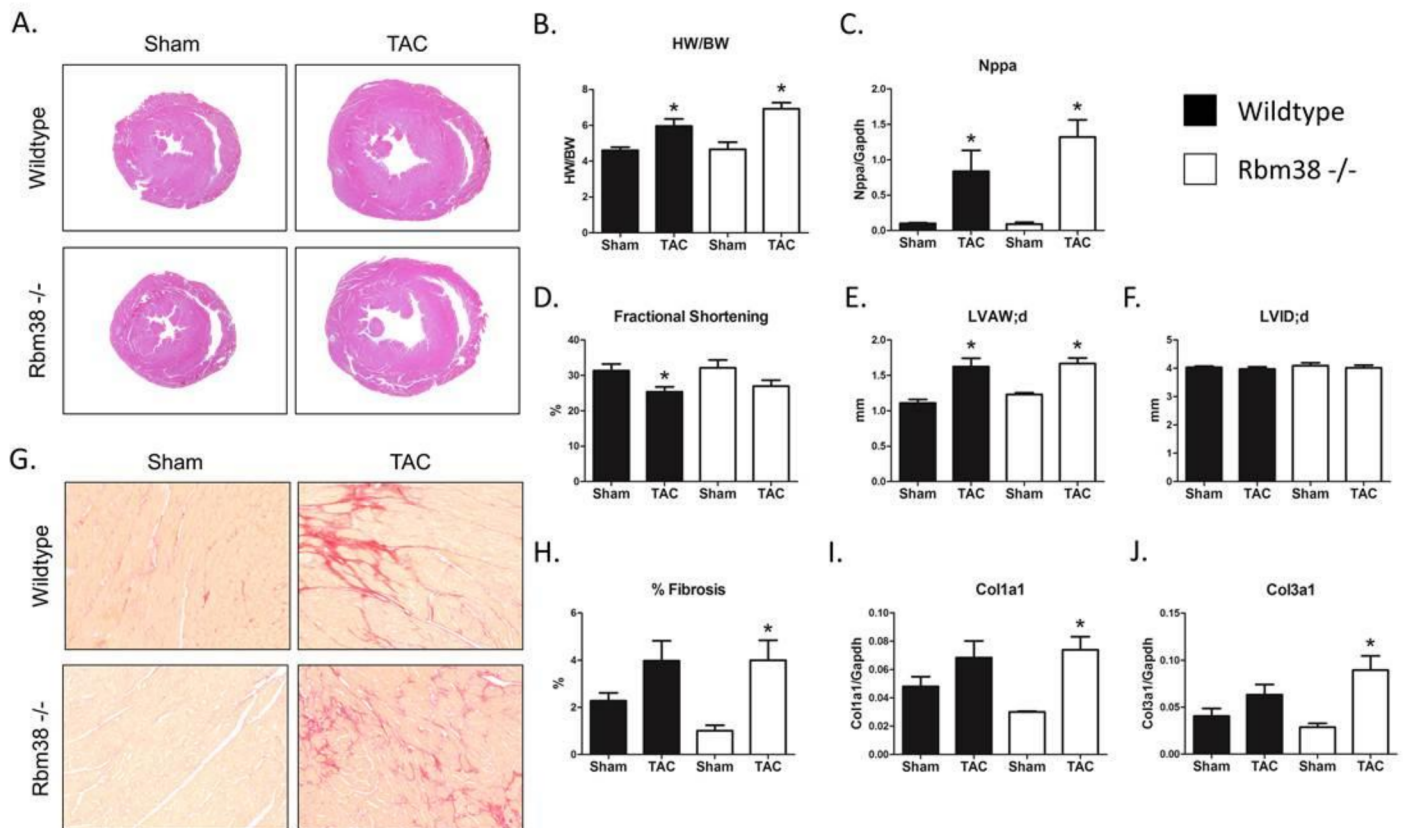 A.
Sham TAC
Wildtype
Rbm38 -/-
B.
HW/BW
HW/BW
8
6
4
2
0
Sham TAC Sham TAC
* *
C.
Nppa
Nppa/Gapdh
2.0
1.5
1.0
0.5
0.0
Sham TAC Sham TAC
* *
Wildtype
Rbm38 -/-
D.
Fractional Shortening
%
40
30
20
10
0
Sham TAC Sham TAC
*
E.
LVAW;d
mm
2.0
1.5
1.0
0.5
0.0
Sham TAC Sham TAC
* *
F.
LVID;d
mm
5
4
3
2
1
0
Sham TAC Sham TAC
G.
Sham TAC
Wildtype
Rbm38 -/-
H.
% Fibrosis
%
6
4
2
0
Sham TAC Sham TAC
*
I.
Col1a1
Col1a1/Gapdh
0.10
0.08
0.06
0.04
0.02
0.00
Sham TAC Sham TAC
*
J.
Col3a1
Col3a1/Gapdh
0.15
0.10
0.05
0.00
Sham TAC Sham TAC
*